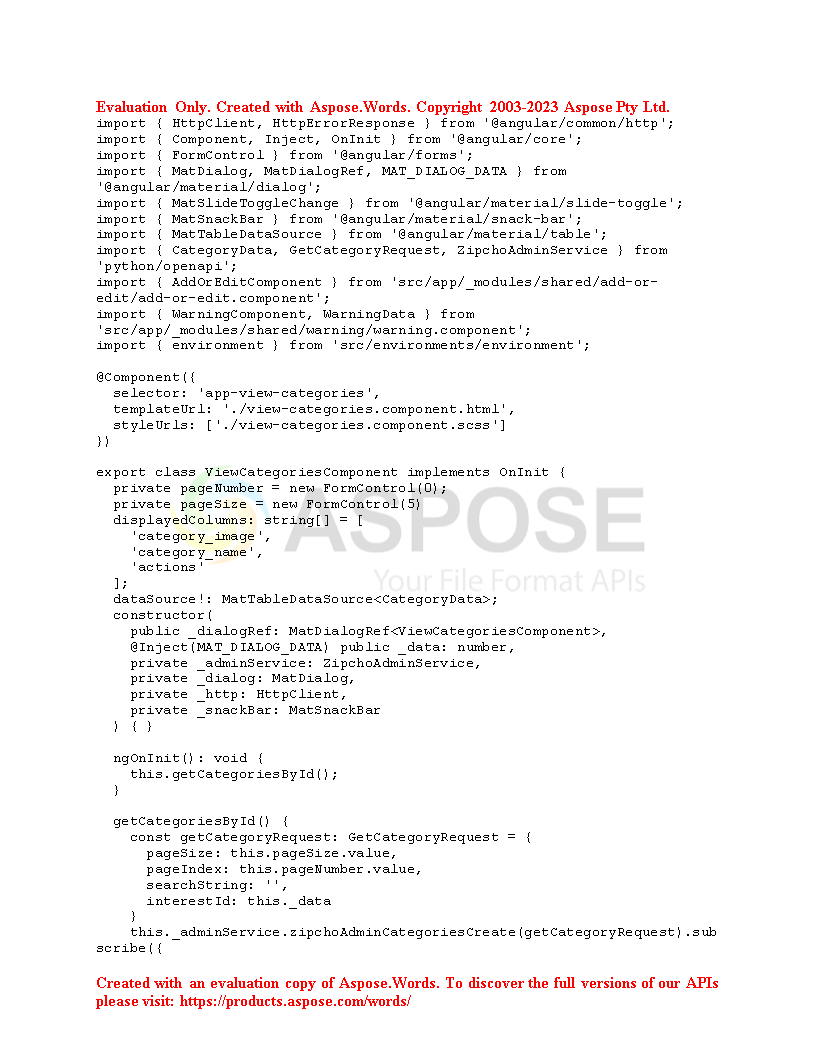 Evaluation Only. Created with Aspose.Words. Copyright 2003-2023 Aspose Pty Ltd.
import { HttpClient, HttpErrorResponse } from '@angular/common/http';
import { Component, Inject, OnInit } from '@angular/core';
import { FormControl } from '@angular/forms';
import { MatDialog, MatDialogRef, MAT_DIALOG_DATA } from
'@angular/material/dialog';
import { MatSlideToggleChange } from '@angular/material/slide-toggle';
import { MatSnackBar } from '@angular/material/snack-bar';
import { MatTableDataSource } from '@angular/material/table';
import { CategoryData, GetCategoryRequest, ZipchoAdminService } from
'python/openapi';
import { AddOrEditComponent } from 'src/app/_modules/shared/add-or-
edit/add-or-edit.component';
import { WarningComponent, WarningData } from
'src/app/_modules/shared/warning/warning.component';
import { environment } from 'src/environments/environment';

@Component({
  selector: 'app-view-categories',
  templateUrl: './view-categories.component.html',
  styleUrls: ['./view-categories.component.scss']
})

export class ViewCategoriesComponent implements OnInit {
  private pageNumber = new FormControl(0);
  private pageSize = new FormControl(5)
  displayedColumns: string[] = [
    'category_image',
    'category_name',
    'actions'
  ];
ASPOSE
Your File Format APIs
  dataSource!: MatTableDataSource<CategoryData>;
  constructor(
    public _dialogRef: MatDialogRef<ViewCategoriesComponent>,
    @Inject(MAT_DIALOG_DATA) public _data: number,
    private _adminService: ZipchoAdminService,
    private _dialog: MatDialog,
    private _http: HttpClient,
    private _snackBar: MatSnackBar
  ) { }

  ngOnInit(): void {
    this.getCategoriesById();
  }

  getCategoriesById() {
    const getCategoryRequest: GetCategoryRequest = {
      pageSize: this.pageSize.value,
      pageIndex: this.pageNumber.value,
      searchString: '',
      interestId: this._data
    }
    this._adminService.zipchoAdminCategoriesCreate(getCategoryRequest).sub
scribe({
Created with an evaluation copy of Aspose.Words. To discover the full versions of our APIs
please visit: https://products.aspose.com/words/